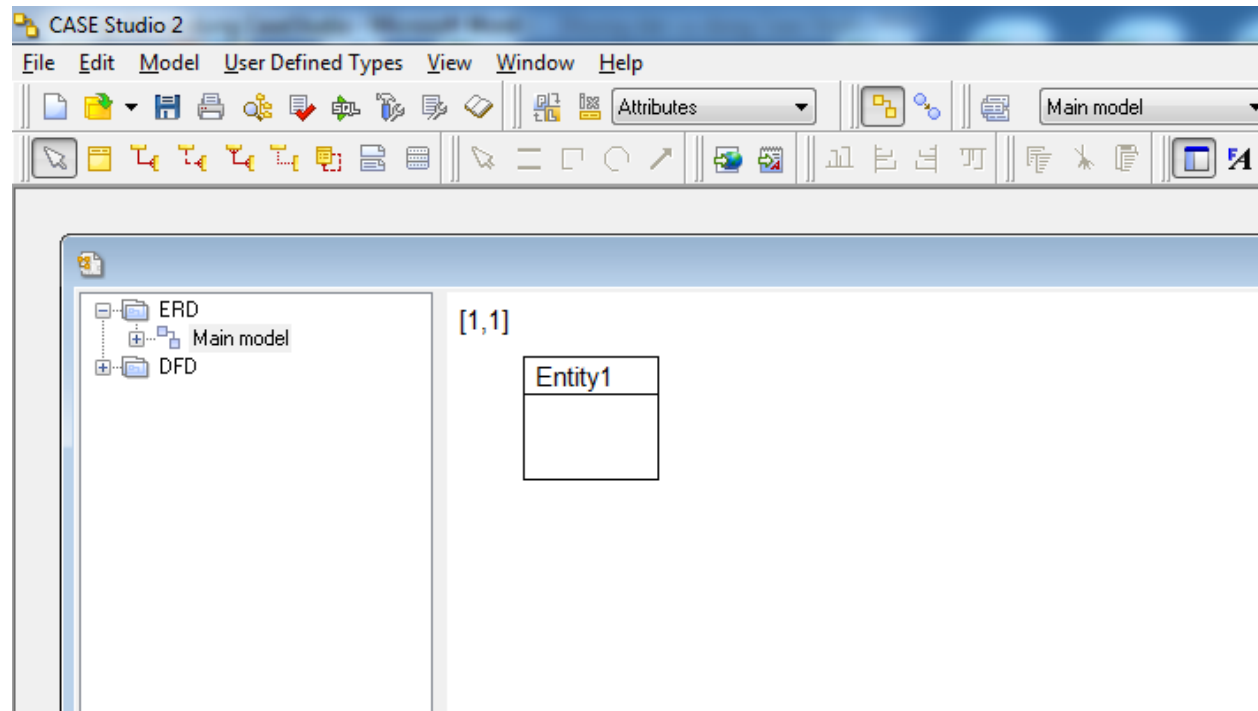 CASE Studio 2
File Edit Model User Defined Types View Window Help
SQL Attributes Main model
ERD
Main model
DFD
[1,1]
Entity1